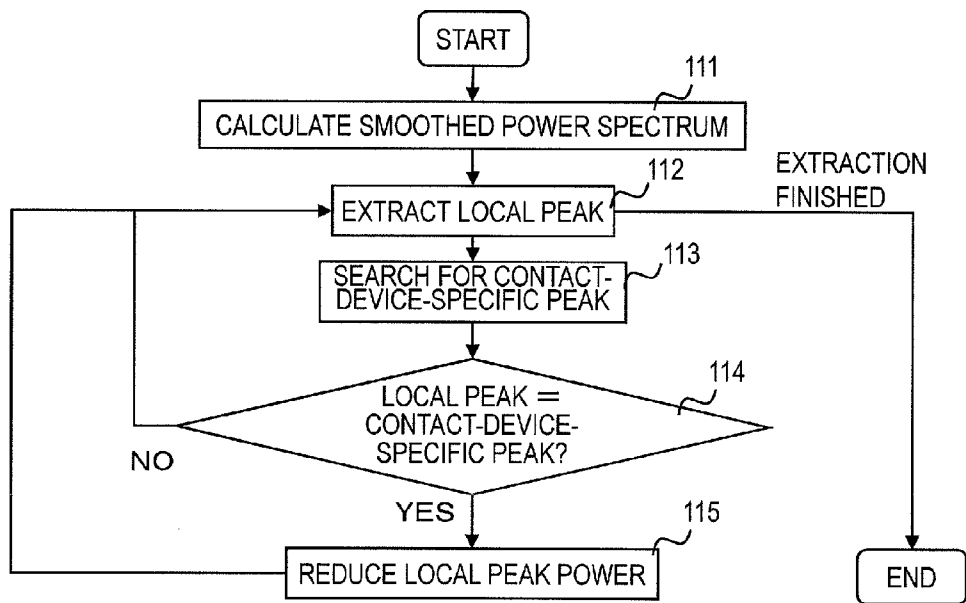 START
111
CALCULATE SMOOTHED POWER SPECTRUM
EXTRACTION
FINISHED
112
EXTRACT LOCAL PEAK
113
SEARCH FOR CONTACT-
DEVICE-SPECIFIC PEAK
114
LOCAL PEAK =
CONTACT-DEVICE-
SPECIFIC PEAK?
NO
YES
115
REDUCE LOCAL PEAK POWER
END